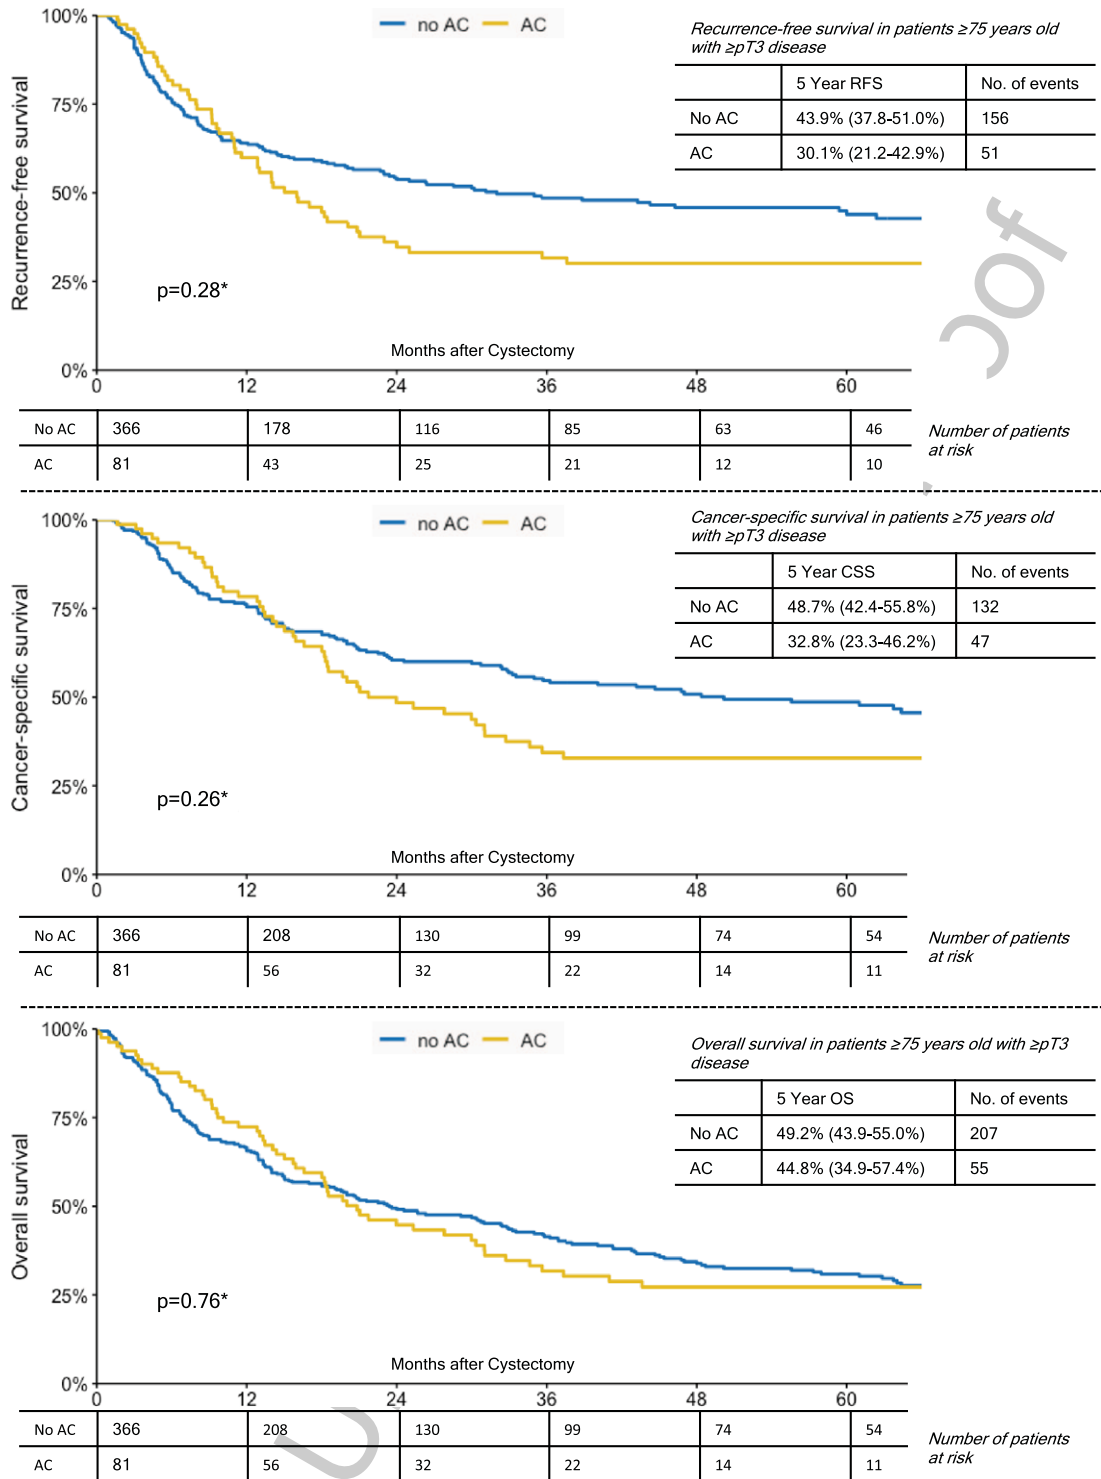 100%
75%
50%
25%
0%
Recurrence-free survival
no AC AC
Recurrence-free survival in patients ≥75 years old
with ≥pT3 disease
5 Year RFS No. of events
No AC 43.9% (37.8-51.0%) 156
AC 30.1% (21.2-42.9%) 51
p=0.28*
Months after Cystectomy
0 12 24 36 48 60
No AC 366 178 116 85 63 46
AC 81 43 25 21 12 10
Number of patients
at risk
100%
75%
50%
25%
0%
Cancer-specific survival
no AC AC
Cancer-specific survival in patients ≥75 years old
with ≥pT3 disease
5 Year CSS No. of events
No AC 48.7% (42.4-55.8%) 132
AC 32.8% (23.3-46.2%) 47
p=0.26*
Months after Cystectomy
0 12 24 36 48 60
No AC 366 208 130 99 74 54
AC 81 56 32 22 14 11
Number of patients
at risk
100%
75%
50%
25%
0%
Overall survival
no AC AC
Overall survival in patients ≥75 years old with ≥pT3
disease
5 Year OS No. of events
No AC 49.2% (43.9-55.0%) 207
AC 44.8% (34.9-57.4%) 55
p=0.76*
Months after Cystectomy
0 12 24 36 48 60
No AC 366 208 130 99 74 54
AC 81 56 32 22 14 11
Number of patients
at risk